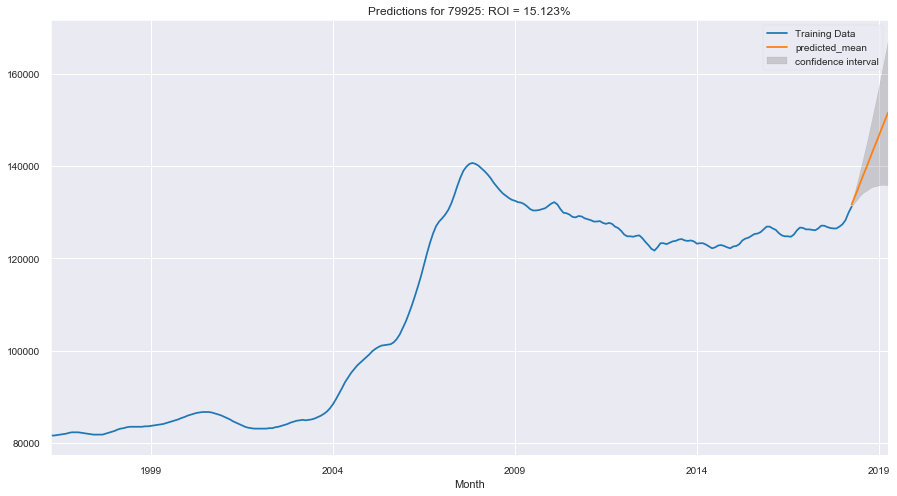 Predictions for 79925: ROI = 15.123%
Training Data
predicted_mean
confidence interval
160000
140000
120000
100000
80000
1999
2004
2009
2014
2019
Month